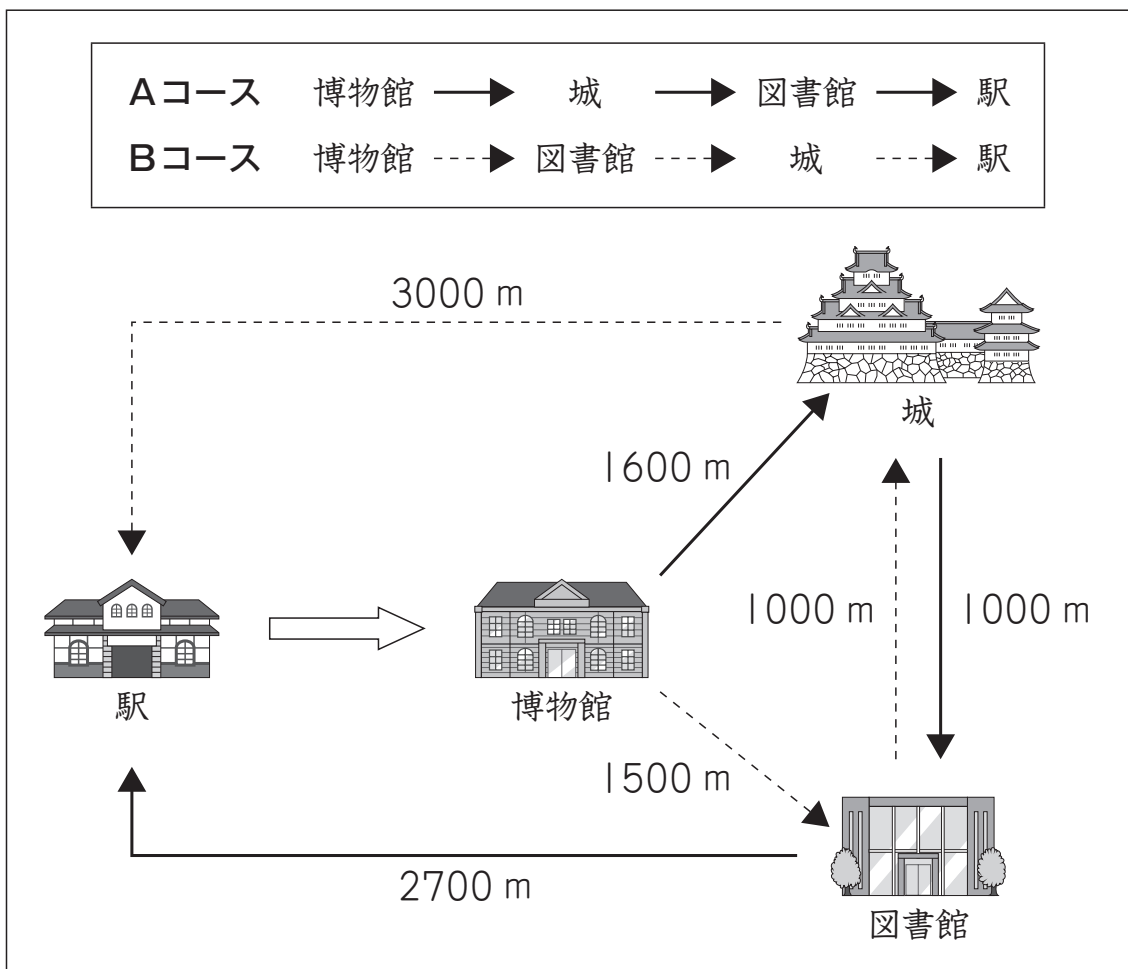 Aコース 博物館 城 図書館 駅
Bコース 博物館 図書館 城 駅
3000 m
城
1600 m
1000 m
1000 m
駅
博物館
1500 m
2700 m
図書館